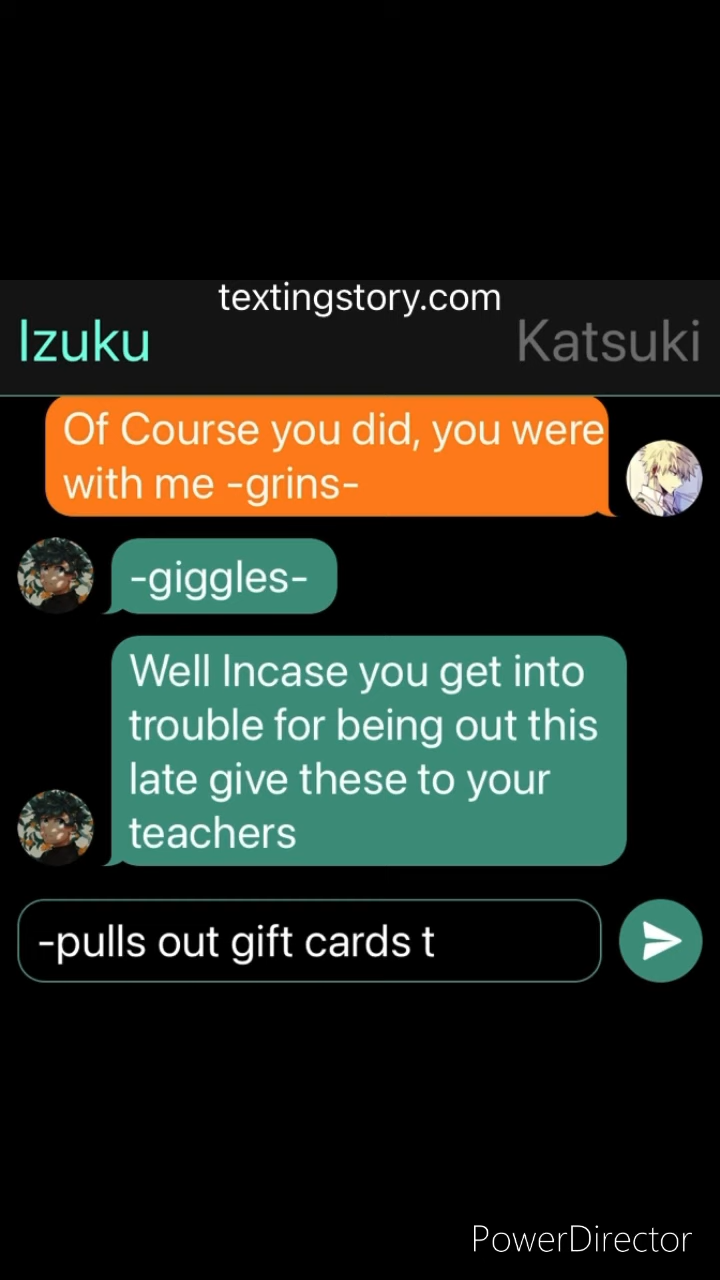 textingstory.com
Izuku
Katsuki
Of Course you did, you were
with me -grins-
-giggles-
Well Incase you get into
trouble for being out this
late give these to your
teachers
-pulls out gift cards t
PowerDirector